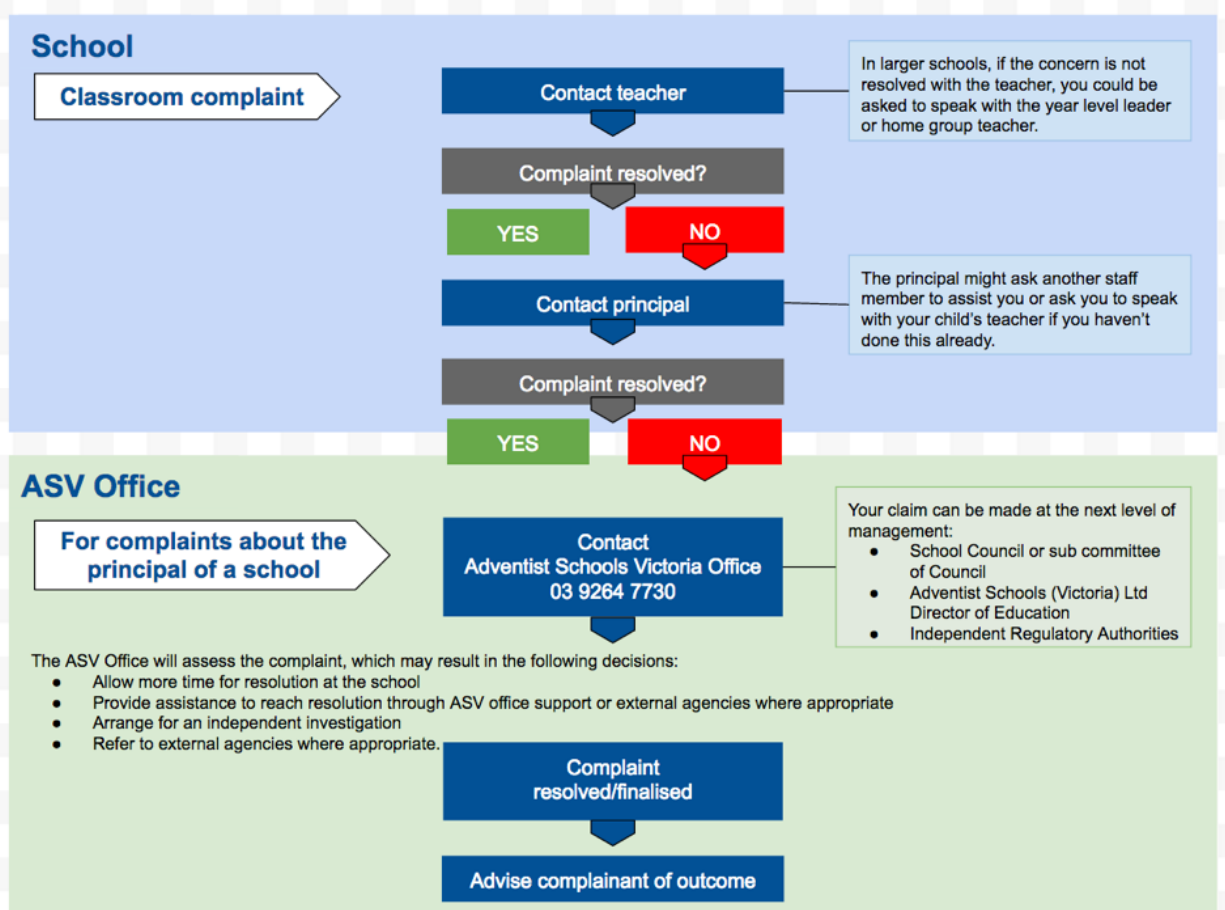 School
Classroom complaint
Contact teacher
In larger schools, if the concern is not
resolved with the teacher, you could be
asked to speak with the year level leader
or home group teacher.
Complaint resolved?
YES
NO
Contact principal
The principal might ask another staff
member to assist you or ask you to speak
with your child's teacher if you haven't
done this already.
Complaint resolved?
YES
NO
ASV Office
For complaints about the
principal of a school
Contact
Adventist Schools Victoria Office
03 9264 7730
Your claim can be made at the next level of
management:
● School Council or sub committee
of Council
● Adventist Schools (Victoria) Ltd
Director of Education
● Independent Regulatory Authorities
The ASV Office will assess the complaint, which may result in the following decisions:
● Allow more time for resolution at the school
● Provide assistance to reach resolution through ASV office support or external agencies where appropriate
● Arrange for an independent investigation
● Refer to external agencies where appropriate.
Complaint
resolved/finalised
Advise complainant of outcome